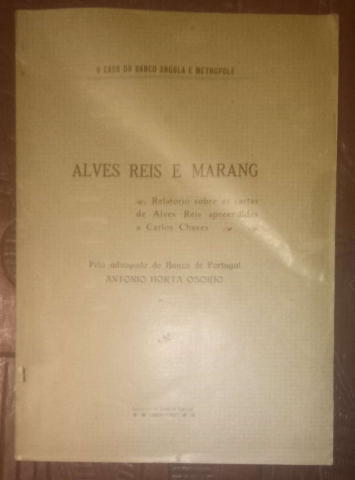 O CASO DO BANCO ANGOLA E METROPOLE
ALVES REIS E MARANG
Relatorio sobre as cartas
de Alves Reis apreendidas
a Carlos Chaves
Pelo advogado do Banco de Portugal
ANTONIO HORTA OSORIO